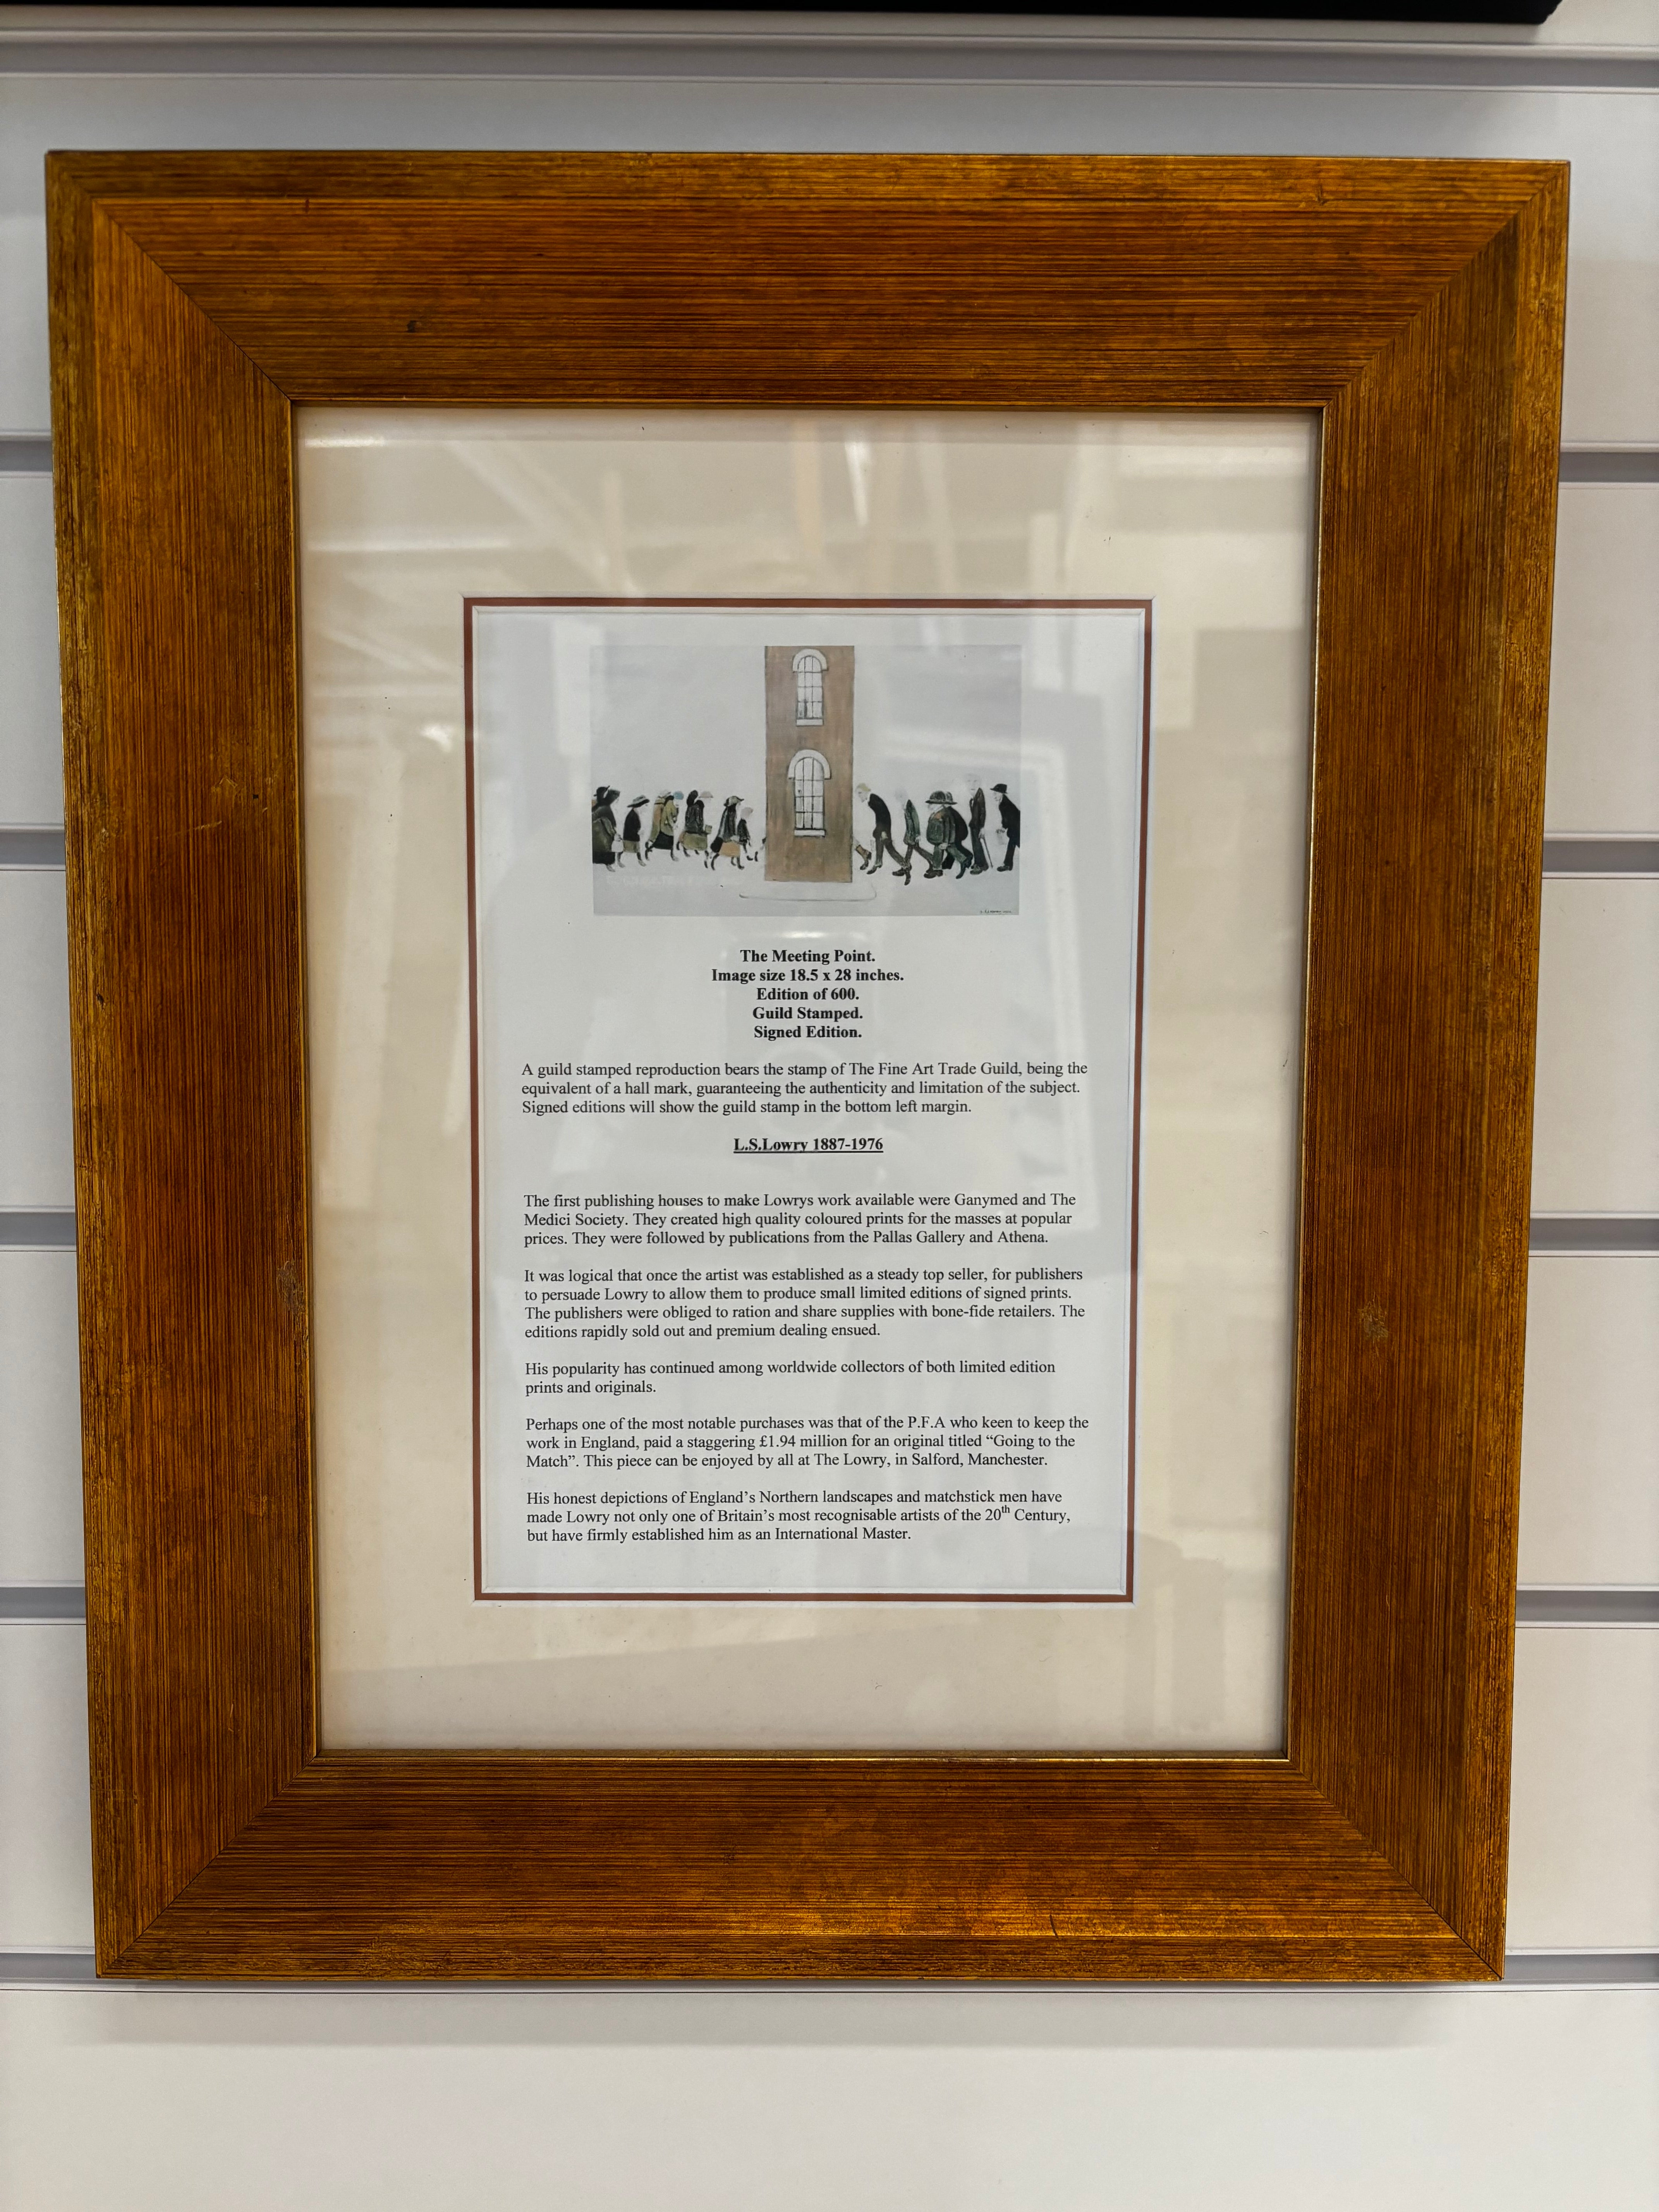 The Meeting Point.
Image size 18.5 x 28 inches.
Edition of 600.
Guild Stamped.
Signed Edition.
A guild stamped reproduction bears the stamp of The Fine Art Trade Guild, being the
equivalent of a hall mark, guaranteeing the authenticity and limitation of the subject.
Signed editions will show the guild stamp in the bottom left margin.
L.S.Lowry 1887-1976
The first publishing houses to make Lowrys work available were Ganymed and The
Medici Society. They created high quality coloured prints for the masses at popular
prices. They were followed by publications from the Pallas Gallery and Athena.
It was logical that once the artist was established as a steady top seller, for publishers
to persuade Lowry to allow them to produce small limited editions of signed prints.
The publishers were obliged to ration and share supplies with bone-fide retailers. The
editions rapidly sold out and premium dealing ensued.
His popularity has continued among worldwide collectors of both limited edition
prints and originals.
Perhaps one of the most notable purchases was that of the P.F.A who keen to keep the
work in England, paid a staggering £1.94 million for an original titled “Going to the
Match”. This piece can be enjoyed by all at The Lowry, in Salford, Manchester.
His honest depictions of England’s Northern landscapes and matchstick men have
made Lowry not only one of Britain’s most recognisable artists of the 20th Century,
but have firmly established him as an International Master.